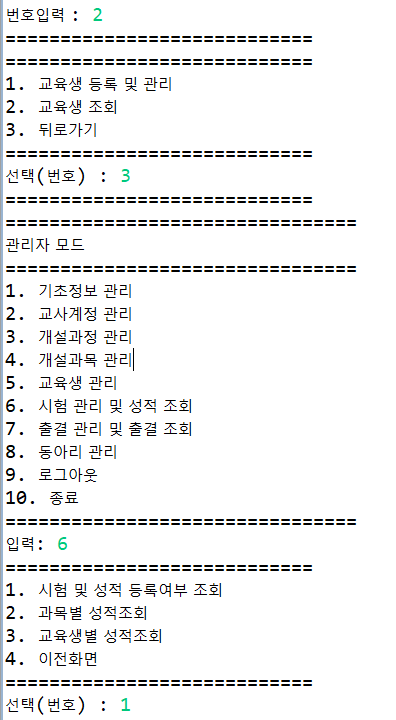 번호입력 : 2
============================
============================
1. 교육생 등록 및 관리
2. 교육생 조회
3. 뒤로가기
============================
선택(번호) : 3
============================
================================
관리자 모드
================================
1. 기초정보 관리
2. 교사계정 관리
3. 개설과정 관리
4. 개설과목 관리
5. 교육생 관리
6. 시험 관리 및 성적 조회
7. 출결 관리 및 출결 조회
8. 동아리 관리
9. 로그아웃
10. 종료
================================
입력: 6
============================
1. 시험 및 성적 등록여부 조회
2. 과목별 성적조회
3. 교육생별 성적조회
4. 이전화면
============================
선택(번호) : 1